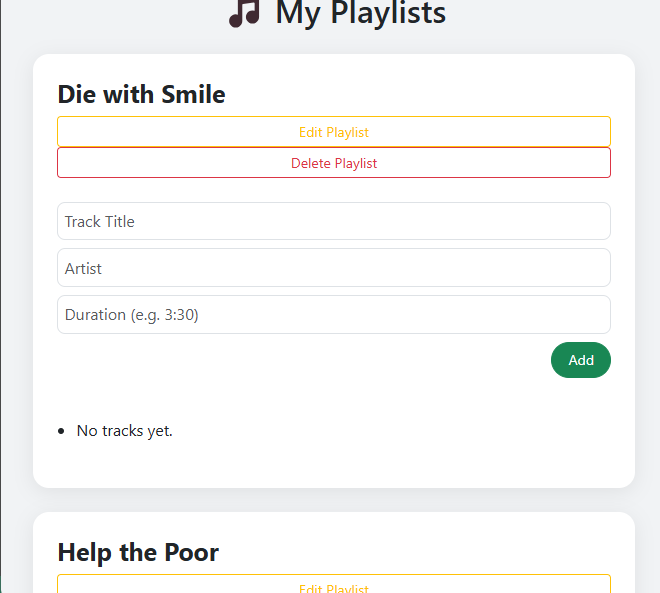 My Playlists
Die with Smile
Edit Playlist
Delete Playlist
Track Title
Artist
Duration (e.g. 3:30)
Add
No tracks yet.
Help the Poor
Edit Playlist